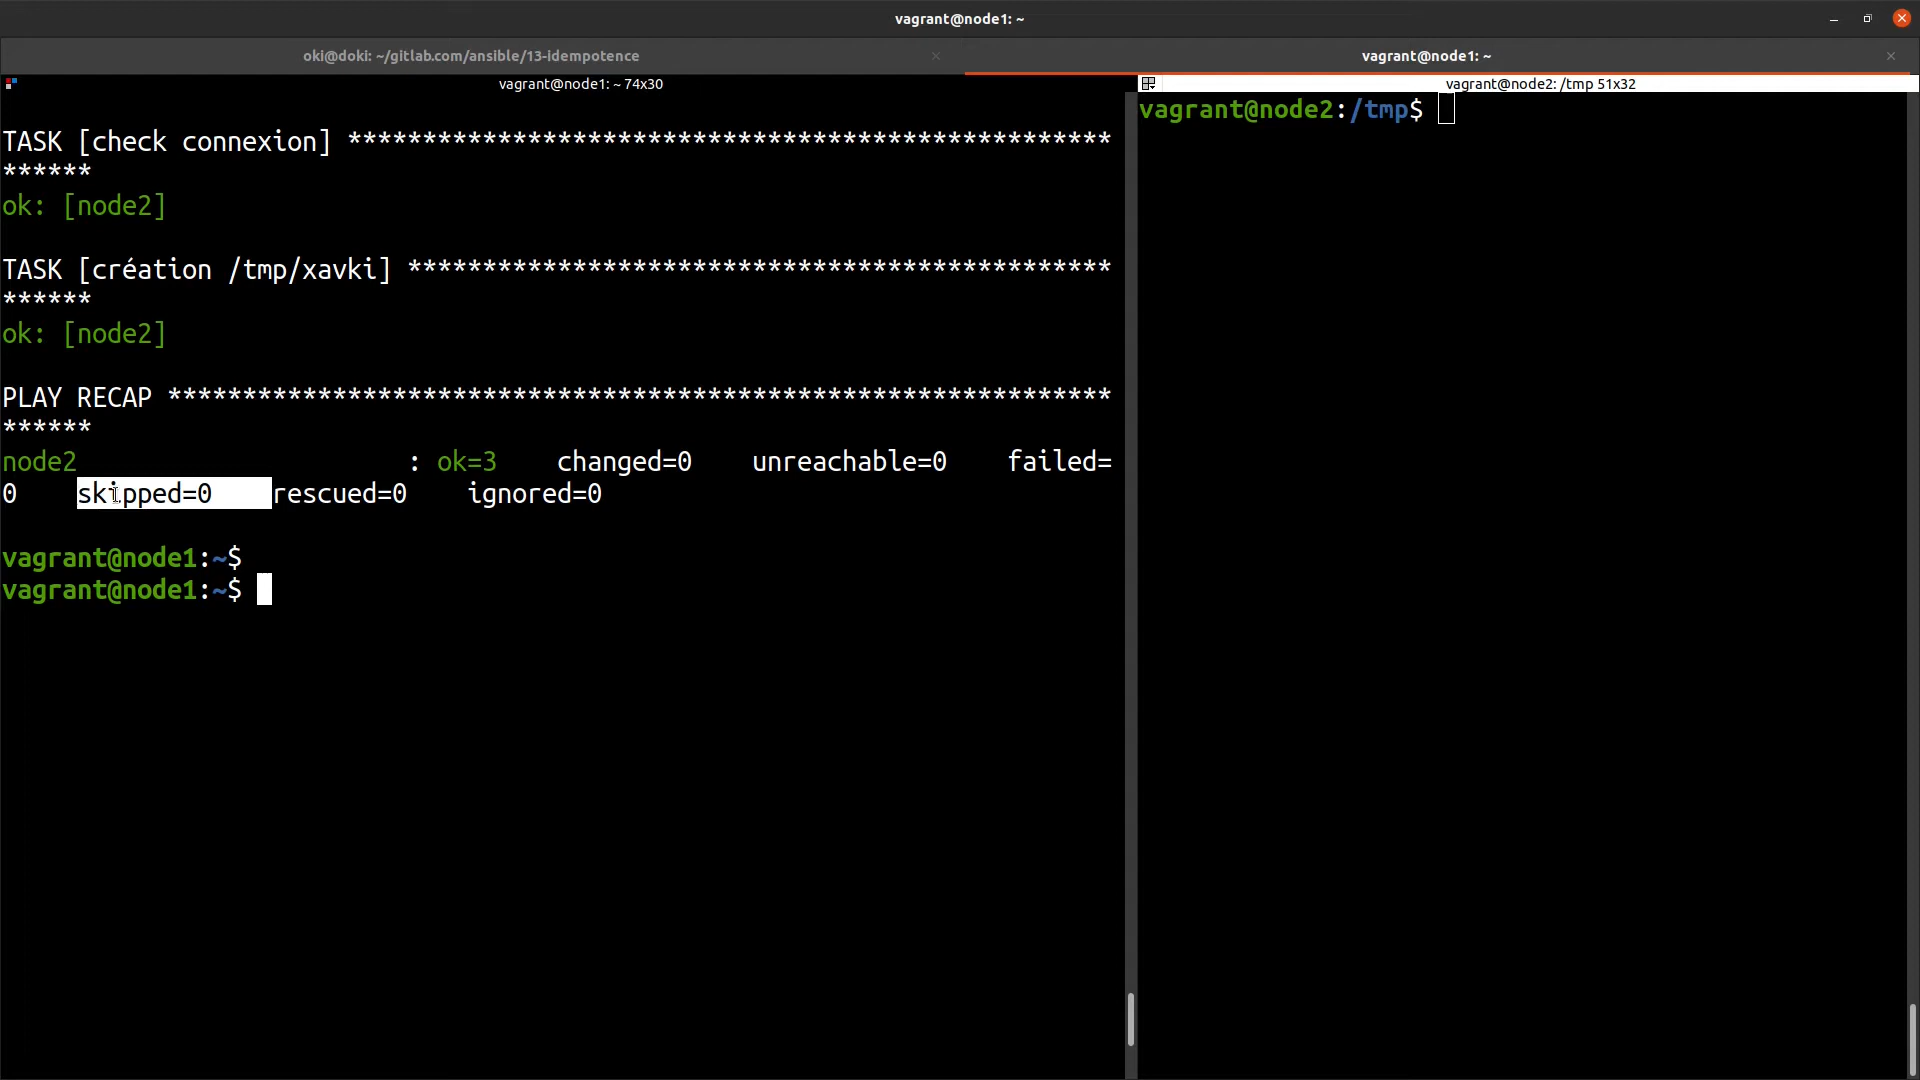 vagrant@node1: ~
oki@doki: ~/gitlab.com/ansible/13-idempotence
vagrant@node1: ~
vagrant@node1: ~ 74x30
TASK [check connexion] ***************************************************
******
ok: [node2]
TASK [création /tmp/xavki] ***********************************************
******
ok: [node2]
PLAY RECAP ***************************************************************
******
node2                      : ok=3    changed=0    unreachable=0    failed=
0    skipped=0    rescued=0    ignored=0
vagrant@node1:~$
vagrant@node1:~$
vagrant@node2: /tmp 51x32
vagrant@node2:/tmp$